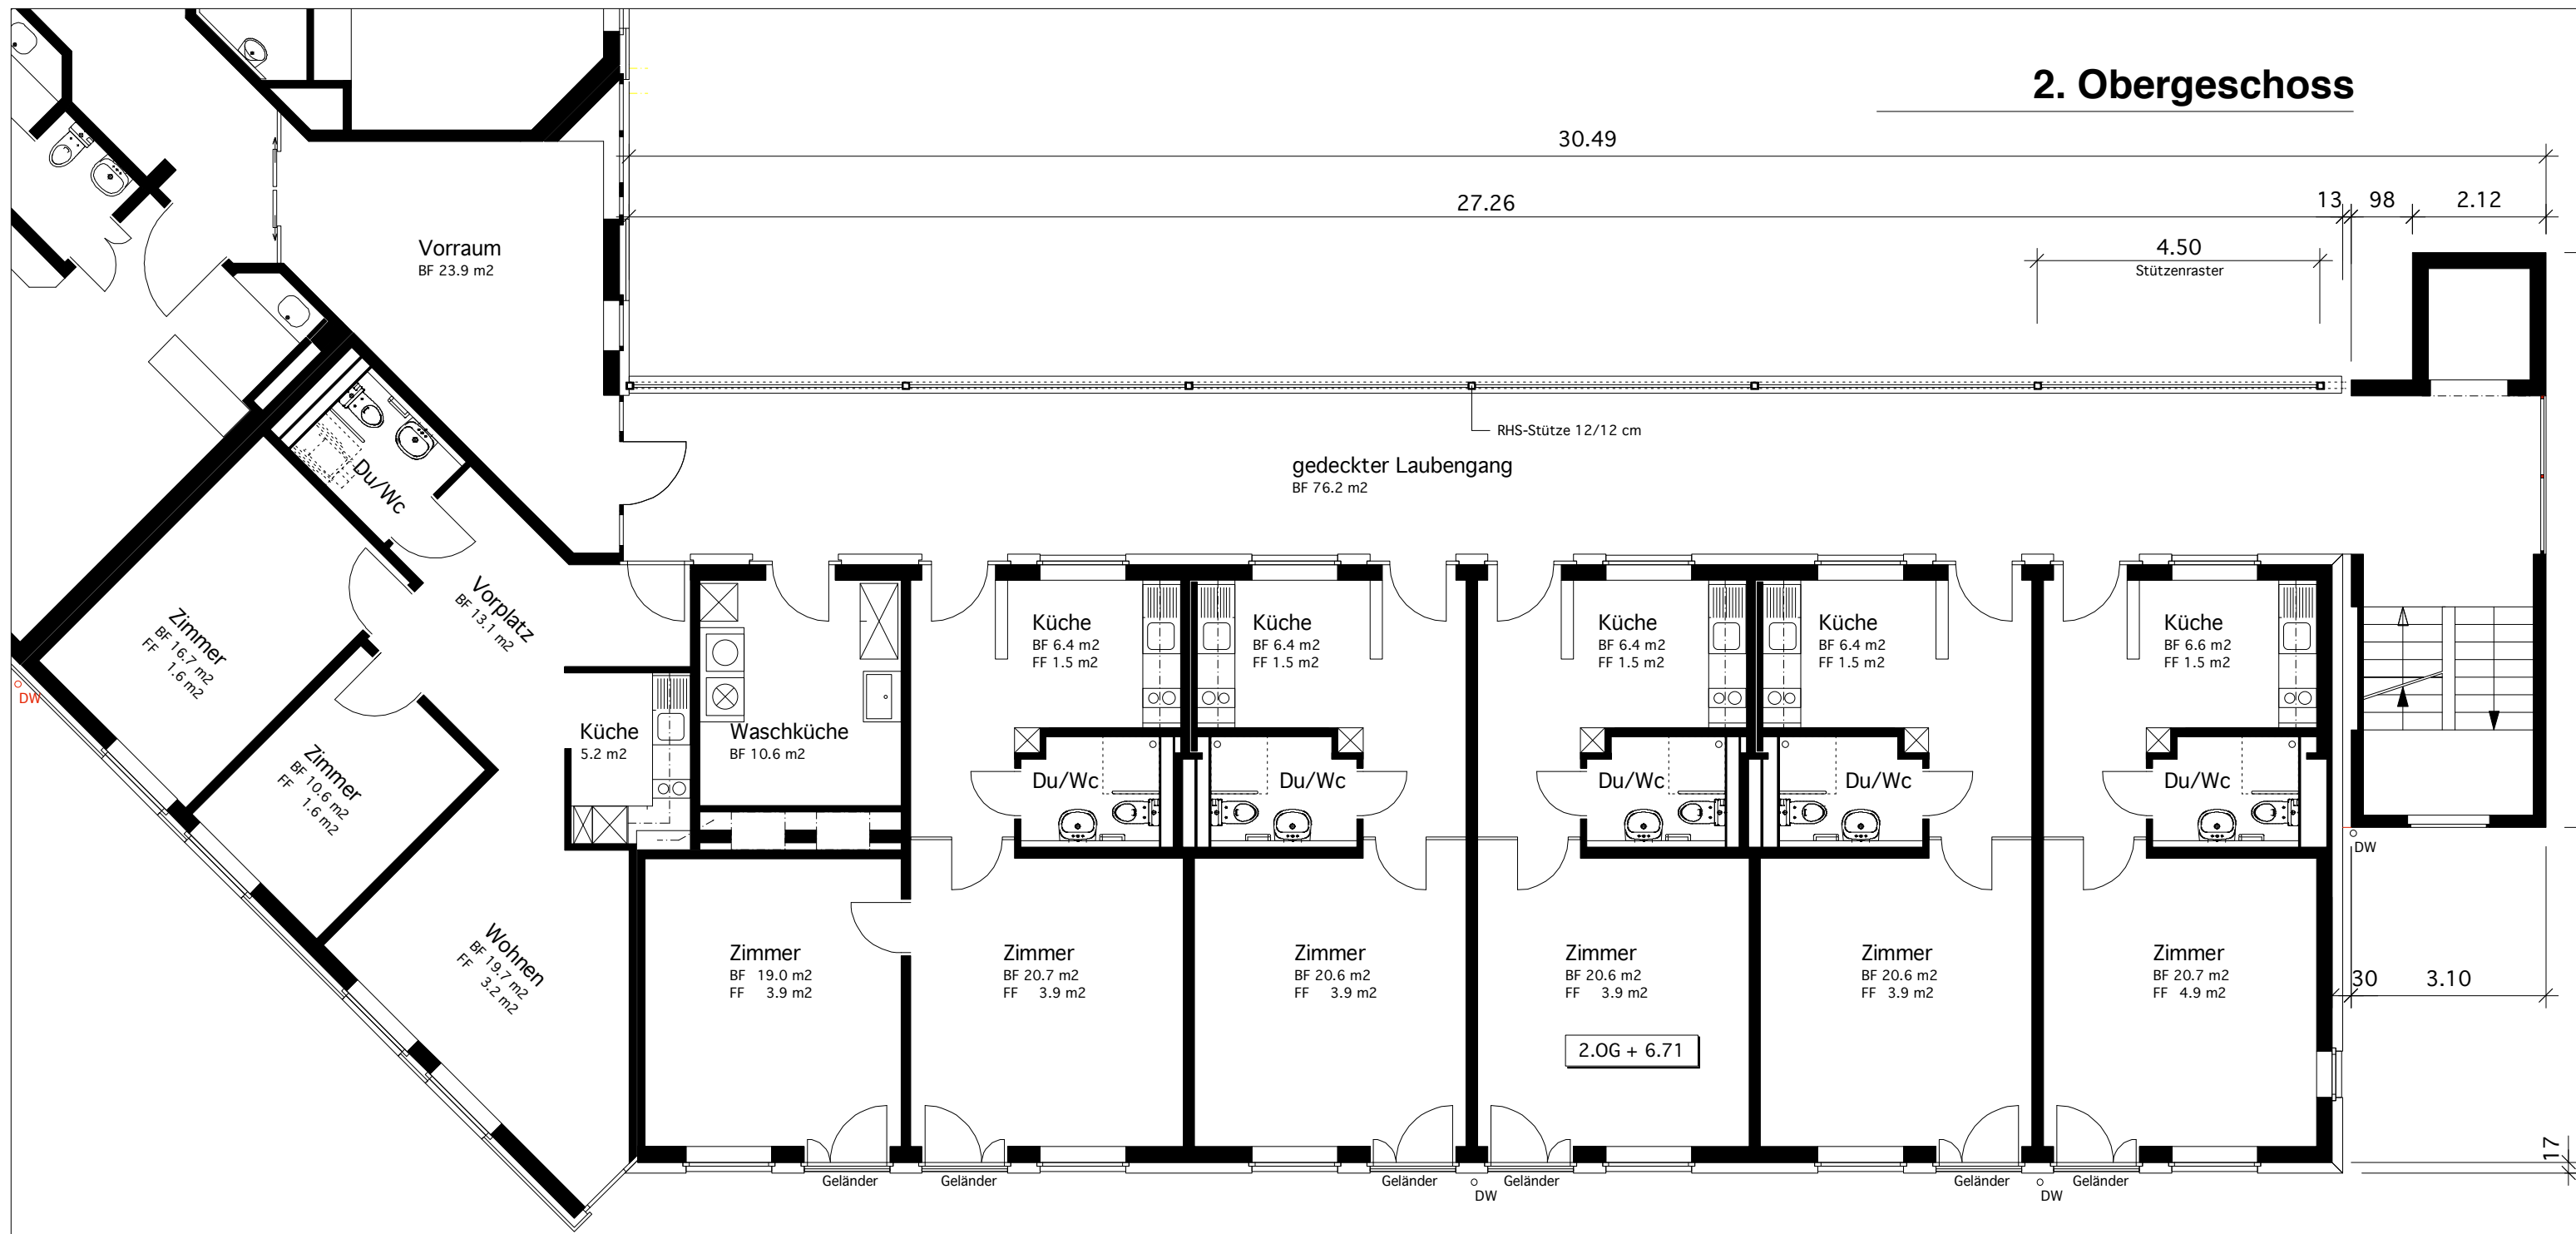 2. Obergeschoss
30.49
27.26
13
98
2.12
4.50
Stützenraster
Vorraum
BF 23.9 m2
RHS-Stütze 12/12 cm
gedeckter Laubengang
BF 76.2 m2
Du/Wc
Vorplatz
BF 13.1 m2
Zimmer
BF 16.7 m2
FF 1.6 m2
DW
Zimmer
BF 10.6 m2
FF 1.6 m2
Wohnen
BF 19.7 m2
FF 3.2 m2
Küche
5.2 m2
Waschküche
BF 10.6 m2
Küche
BF 6.4 m2
FF 1.5 m2
Küche
BF 6.4 m2
FF 1.5 m2
Küche
BF 6.4 m2
FF 1.5 m2
Küche
BF 6.4 m2
FF 1.5 m2
Küche
BF 6.6 m2
FF 1.5 m2
Du/Wc
Du/Wc
Du/Wc
Du/Wc
Du/Wc
DW
Zimmer
BF 19.0 m2
FF 3.9 m2
Zimmer
BF 20.7 m2
FF 3.9 m2
Zimmer
BF 20.6 m2
FF 3.9 m2
Zimmer
BF 20.6 m2
FF 3.9 m2
Zimmer
BF 20.6 m2
FF 3.9 m2
Zimmer
BF 20.7 m2
FF 4.9 m2
30
3.10
2.OG + 6.71
17
Geländer
Geländer
Geländer
DW
Geländer
Geländer
DW
Geländer